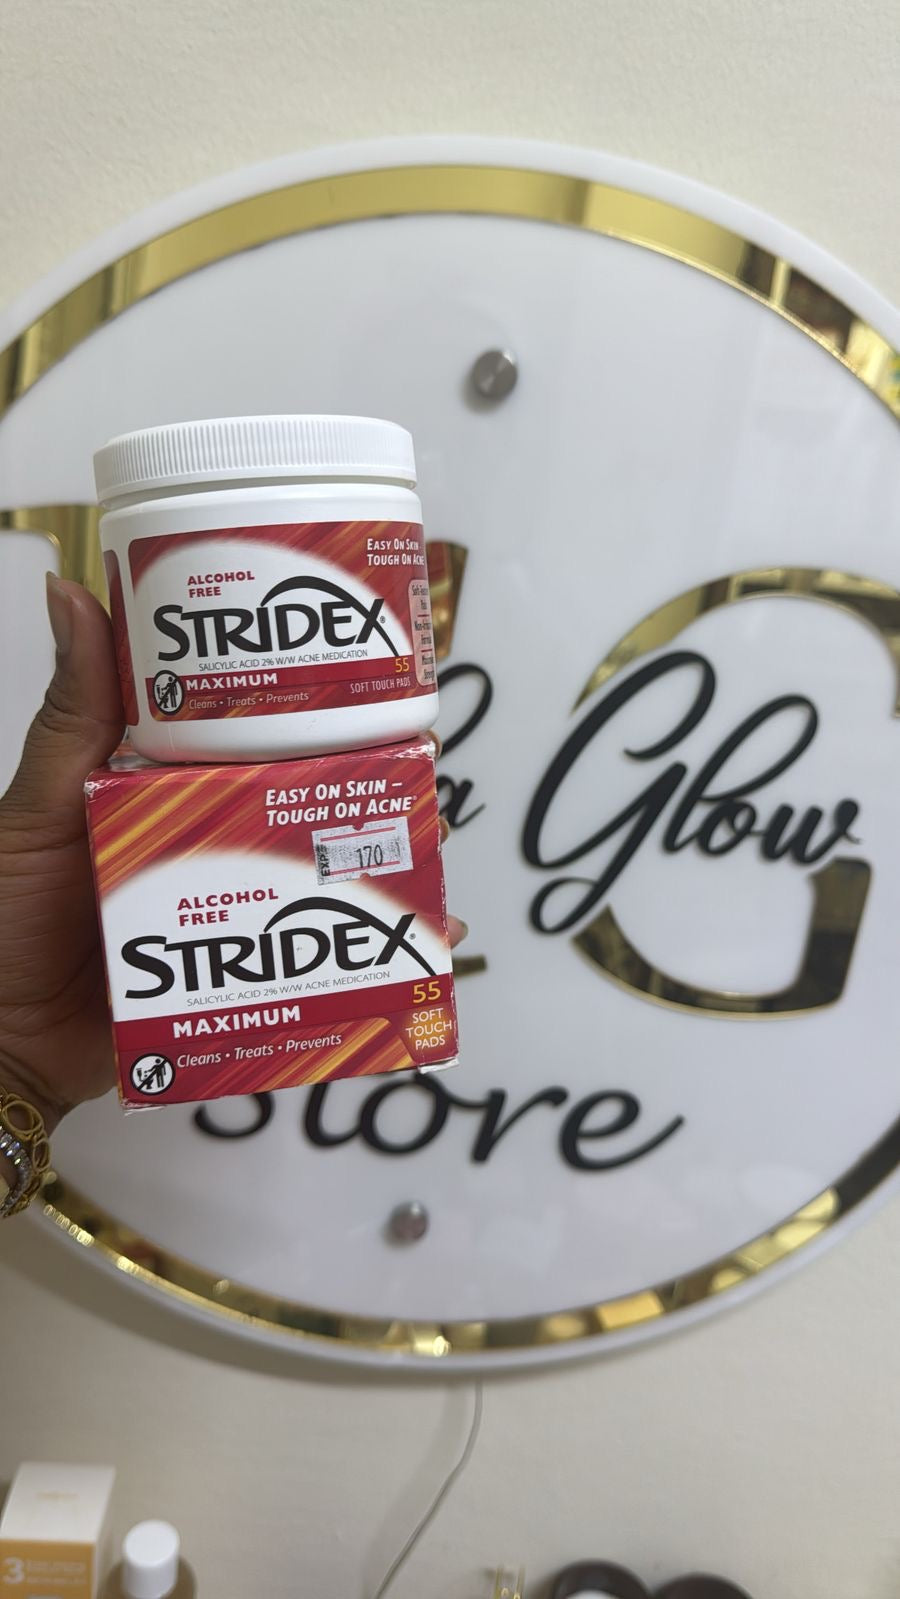 EASY ON SKIN –
TOUGH ON ACNE
ALCOHOL
FREE
STRIDEX®
SALICYLIC ACID 2% W/W ACNE MEDICATION
55
MAXIMUM
SOFT TOUCH PADS
Cleans • Treats • Prevents
EASY ON SKIN –
TOUGH ON ACNE®
EXP
170
ALCOHOL
FREE
STRIDEX®
SALICYLIC ACID 2% W/W ACNE MEDICATION
55
MAXIMUM
SOFT
TOUCH
PADS
Cleans • Treats • Prevents
Glow
Store
3